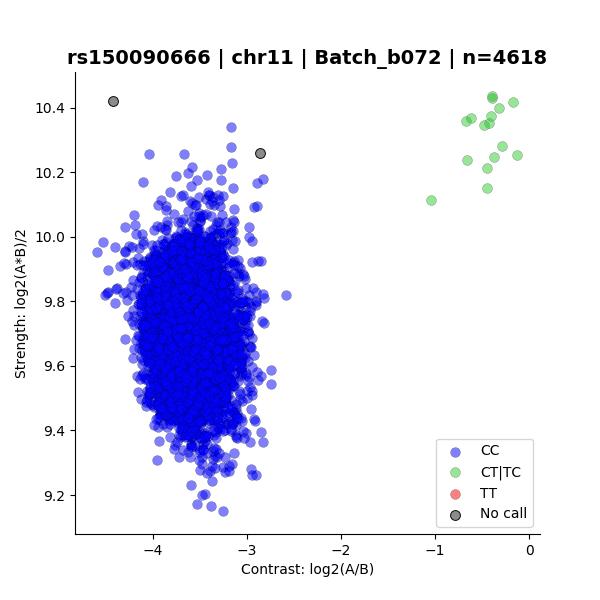 rs150090666 | chr11 | Batch_b072 | n=4618
Strength: log2(A*B)/2
10.4
10.2
10.0
9.8
9.6
9.4
9.2
CC
CT|TC
TT
No call
−4
−3
−2
−1
0
Contrast: log2(A/B)